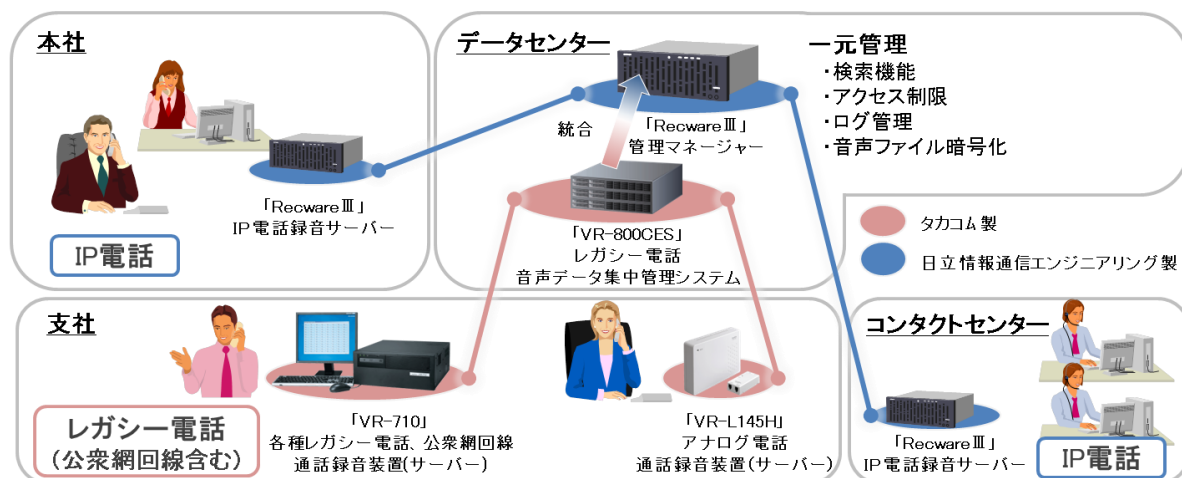 本社
「RecwareⅢ」
IP電話録音サーバー
IP電話
データセンター
統合
「RecwareⅢ」
管理マネージャー
「VR-800CES」
レガシー電話
音声データ集中管理システム
一元管理
・検索機能
・アクセス制限
・ログ管理
・音声ファイル暗号化
タカコム製
日立情報通信エンジニアリング製
支社
レガシー電話
(公衆網回線含む)
「VR-710」
各種レガシー電話、公衆網回線
通話録音装置(サーバー)
「VR-L145H」
アナログ電話
通話録音装置(サーバー)
コンタクトセンター
「RecwareⅢ」
IP電話録音サーバー
IP電話